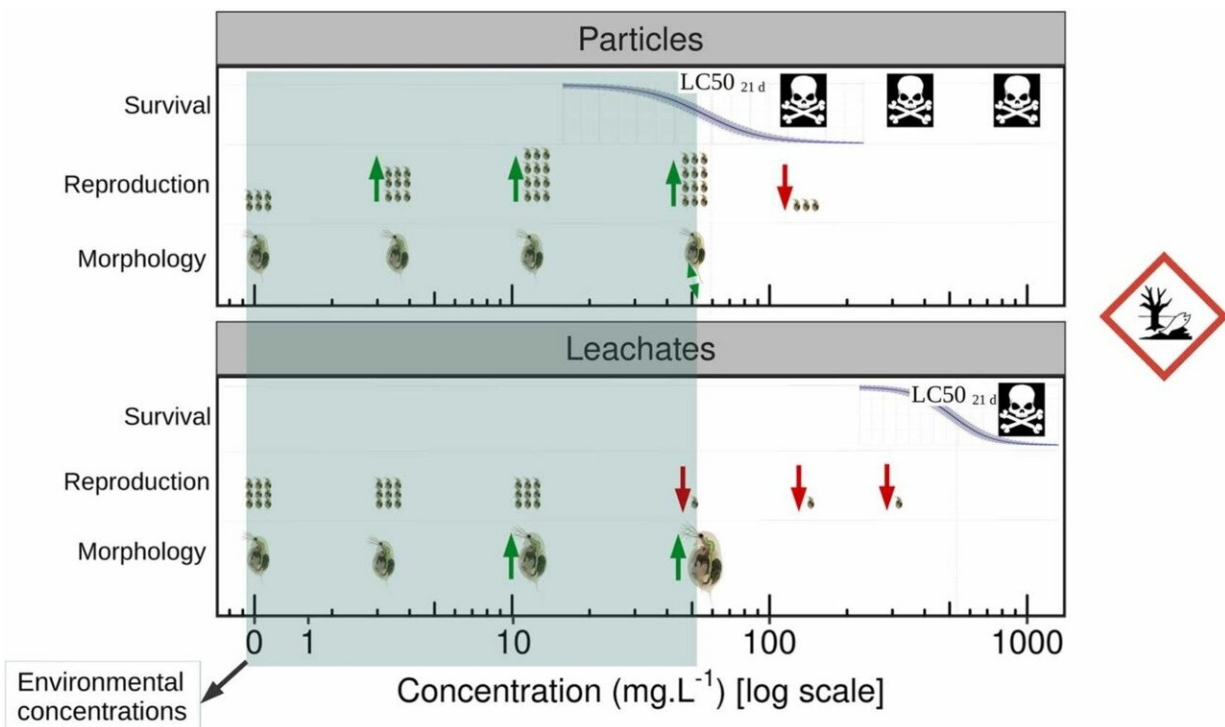 Particles
Survival
LC50 21 d
Reproduction
Morphology
Leachates
Survival
LC50 21 d
Reproduction
Morphology
0 1 10 100 1000
Environmental
concentrations
Concentration (mg.L-1) [log scale]